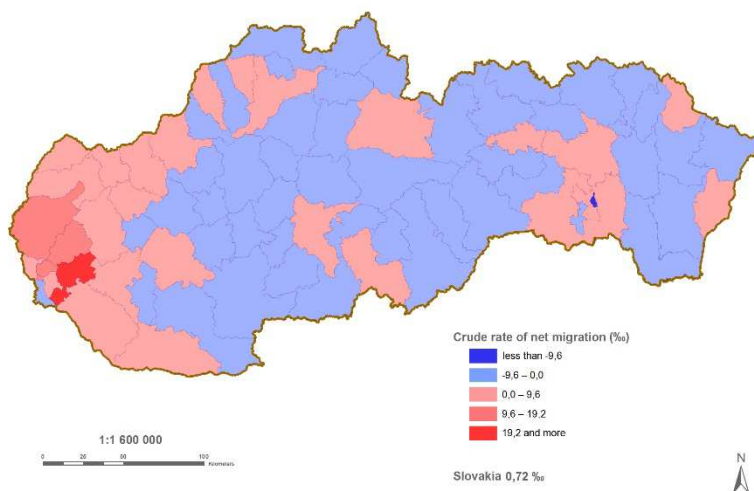 Crude rate of net migration (‰)
less than -9,6
-9,6 – 0,0
0,0 – 9,6
9,6 – 19,2
19,2 and more
1:1 600 000
0 20 50 100
Kilometers
Slovakia 0,72 ‰
N